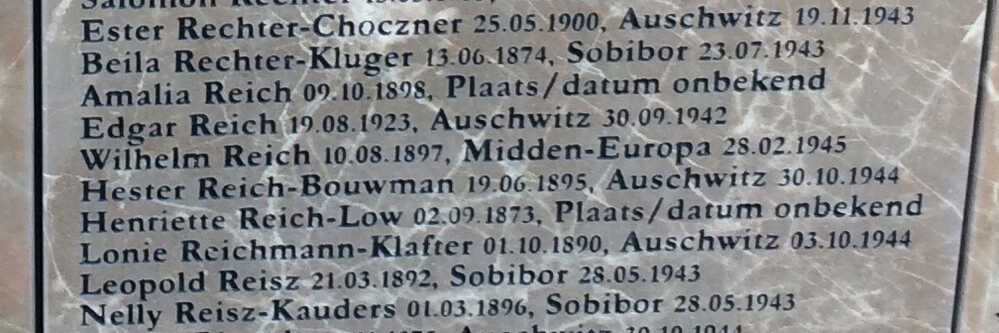 Ester Rechter-Choczner 25.05.1900, Auschwitz 19.11.1943
Beila Rechter-Kluger 13.06.1874, Sobibor 23.07.1943
Amalia Reich 09.10.1898, Plaats/datum onbekend
Edgar Reich 19.08.1923, Auschwitz 30.09.1942
Wilhelm Reich 10.08.1897, Midden-Europa 28.02.1945
Hester Reich-Bouwman 19.06.1895, Auschwitz 30.10.1944
Henriette Reich-Low 02.09.1873, Plaats/datum onbekend
Lonie Reichmann-Klafter 01.10.1890, Auschwitz 03.10.1944
Leopold Reisz 21.03.1892, Sobibor 28.05.1943
Nelly Reisz-Kauders 01.03.1896, Sobibor 28.05.1943